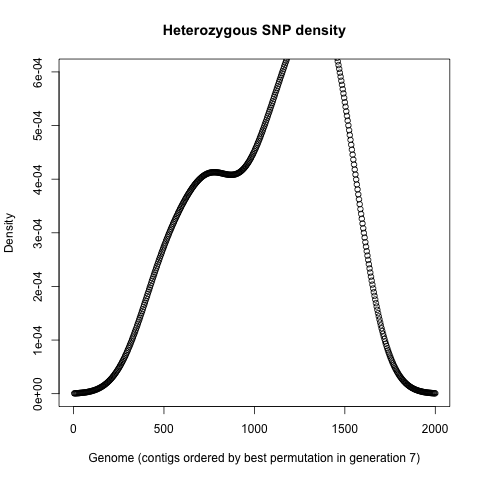 Heterozygous SNP density
6e-04
5e-04
4e-04
3e-04
2e-04
1e-04
0e+00
Density
0 500 1000 1500 2000
Genome (contigs ordered by best permutation in generation 7)